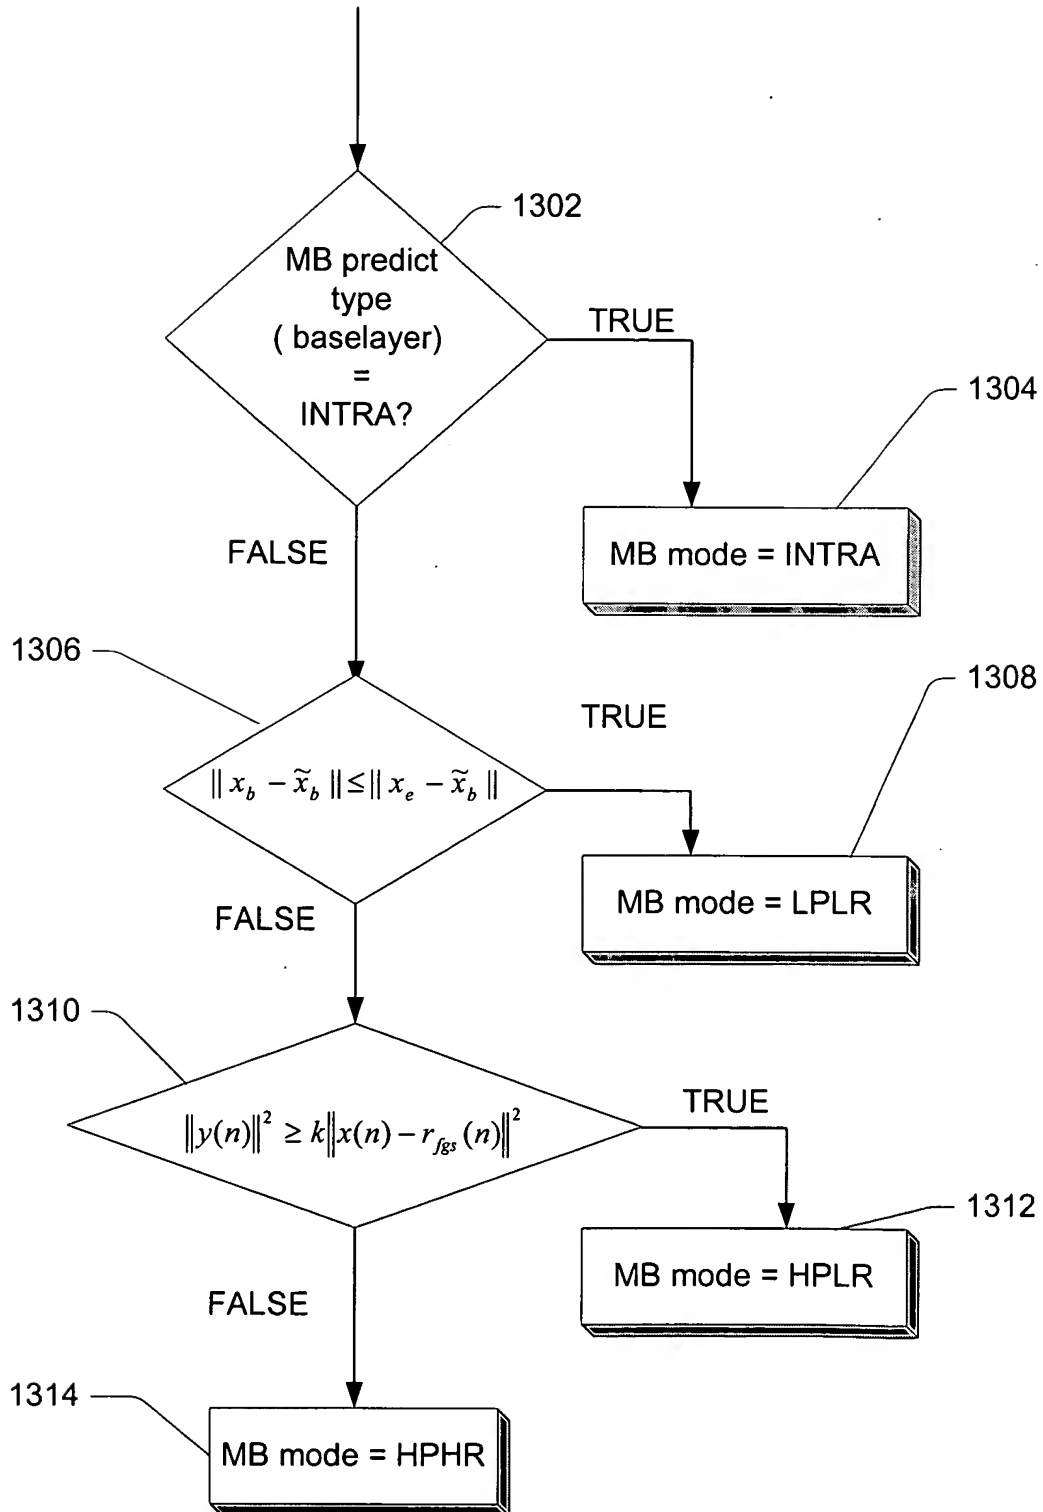 1302
MB predict
type
( baselayer)
=
INTRA?
TRUE
1304
MB mode = INTRA
FALSE
1306
1308
TRUE
|| x_b − x̃_b || ≤ || x_e − x̃_b ||
MB mode = LPLR
FALSE
1310
TRUE
‖y(n)‖² ≥ k‖x(n) − r_fgs(n)‖²
1312
MB mode = HPLR
FALSE
1314
MB mode = HPHR